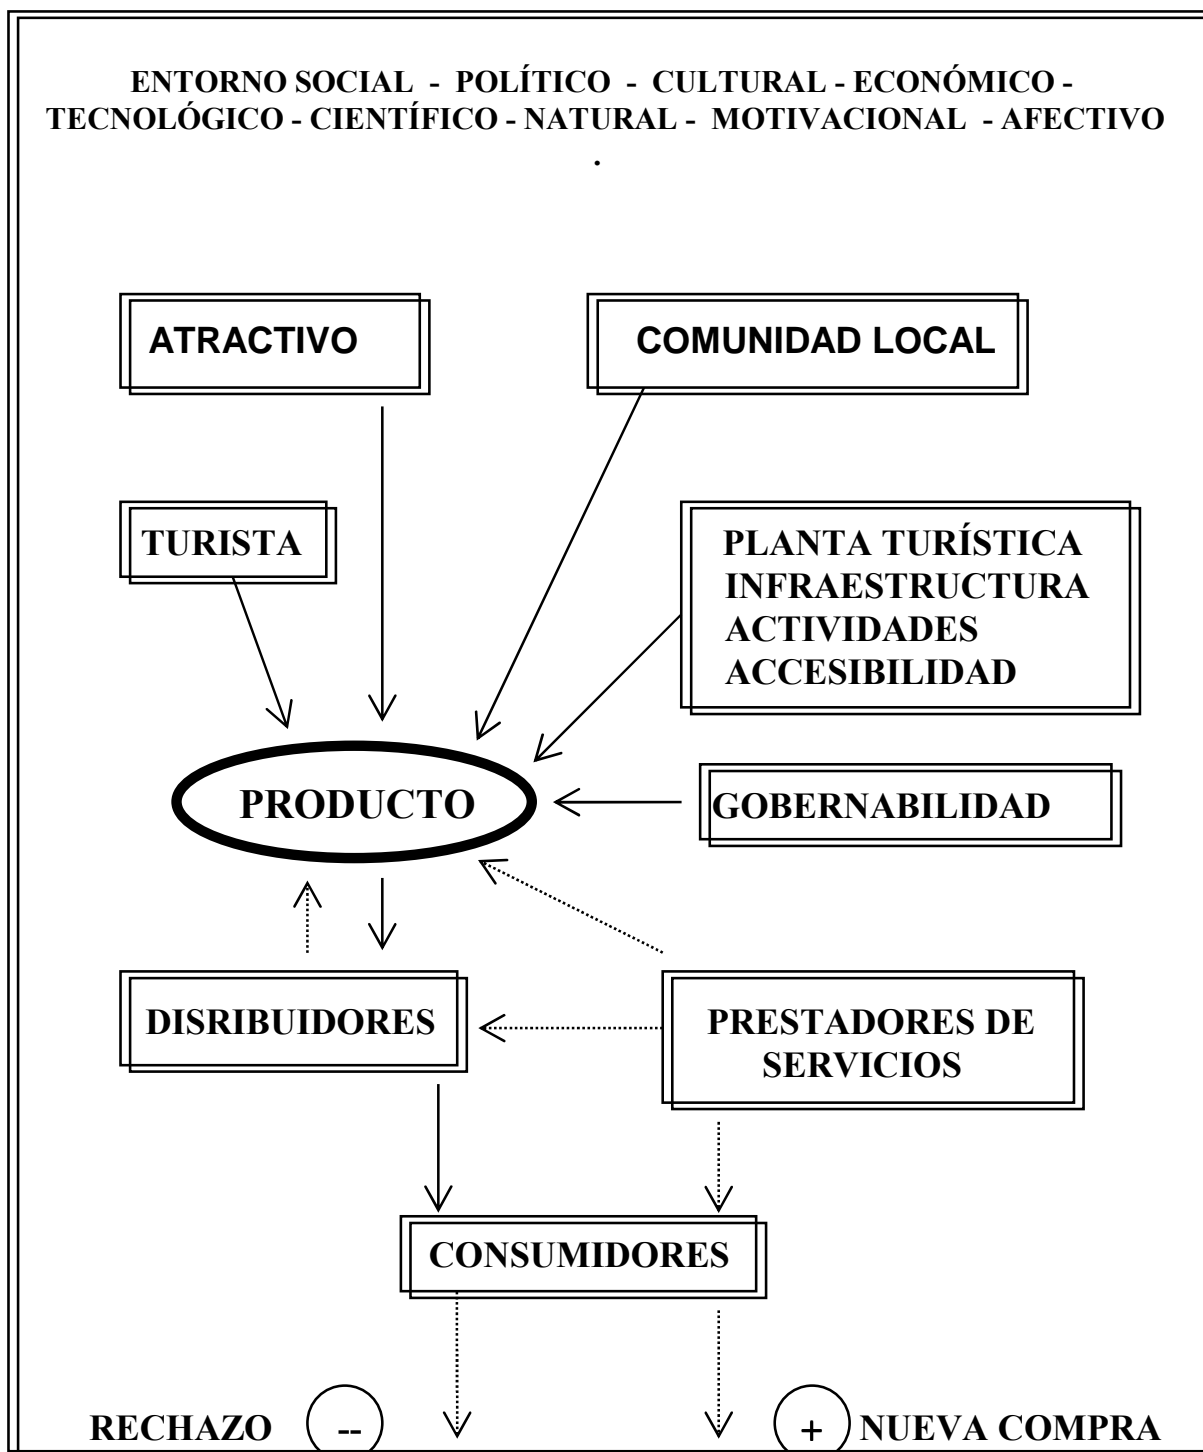 ENTORNO SOCIAL - POLÍTICO - CULTURAL - ECONÓMICO -
TECNOLÓGICO - CIENTÍFICO - NATURAL - MOTIVACIONAL - AFECTIVO
.
ATRACTIVO
COMUNIDAD LOCAL
TURISTA
PLANTA TURÍSTICA
INFRAESTRUCTURA
ACTIVIDADES
ACCESIBILIDAD
PRODUCTO
GOBERNABILIDAD
DISRIBUIDORES
PRESTADORES DE
SERVICIOS
CONSUMIDORES
RECHAZO --
+ NUEVA COMPRA